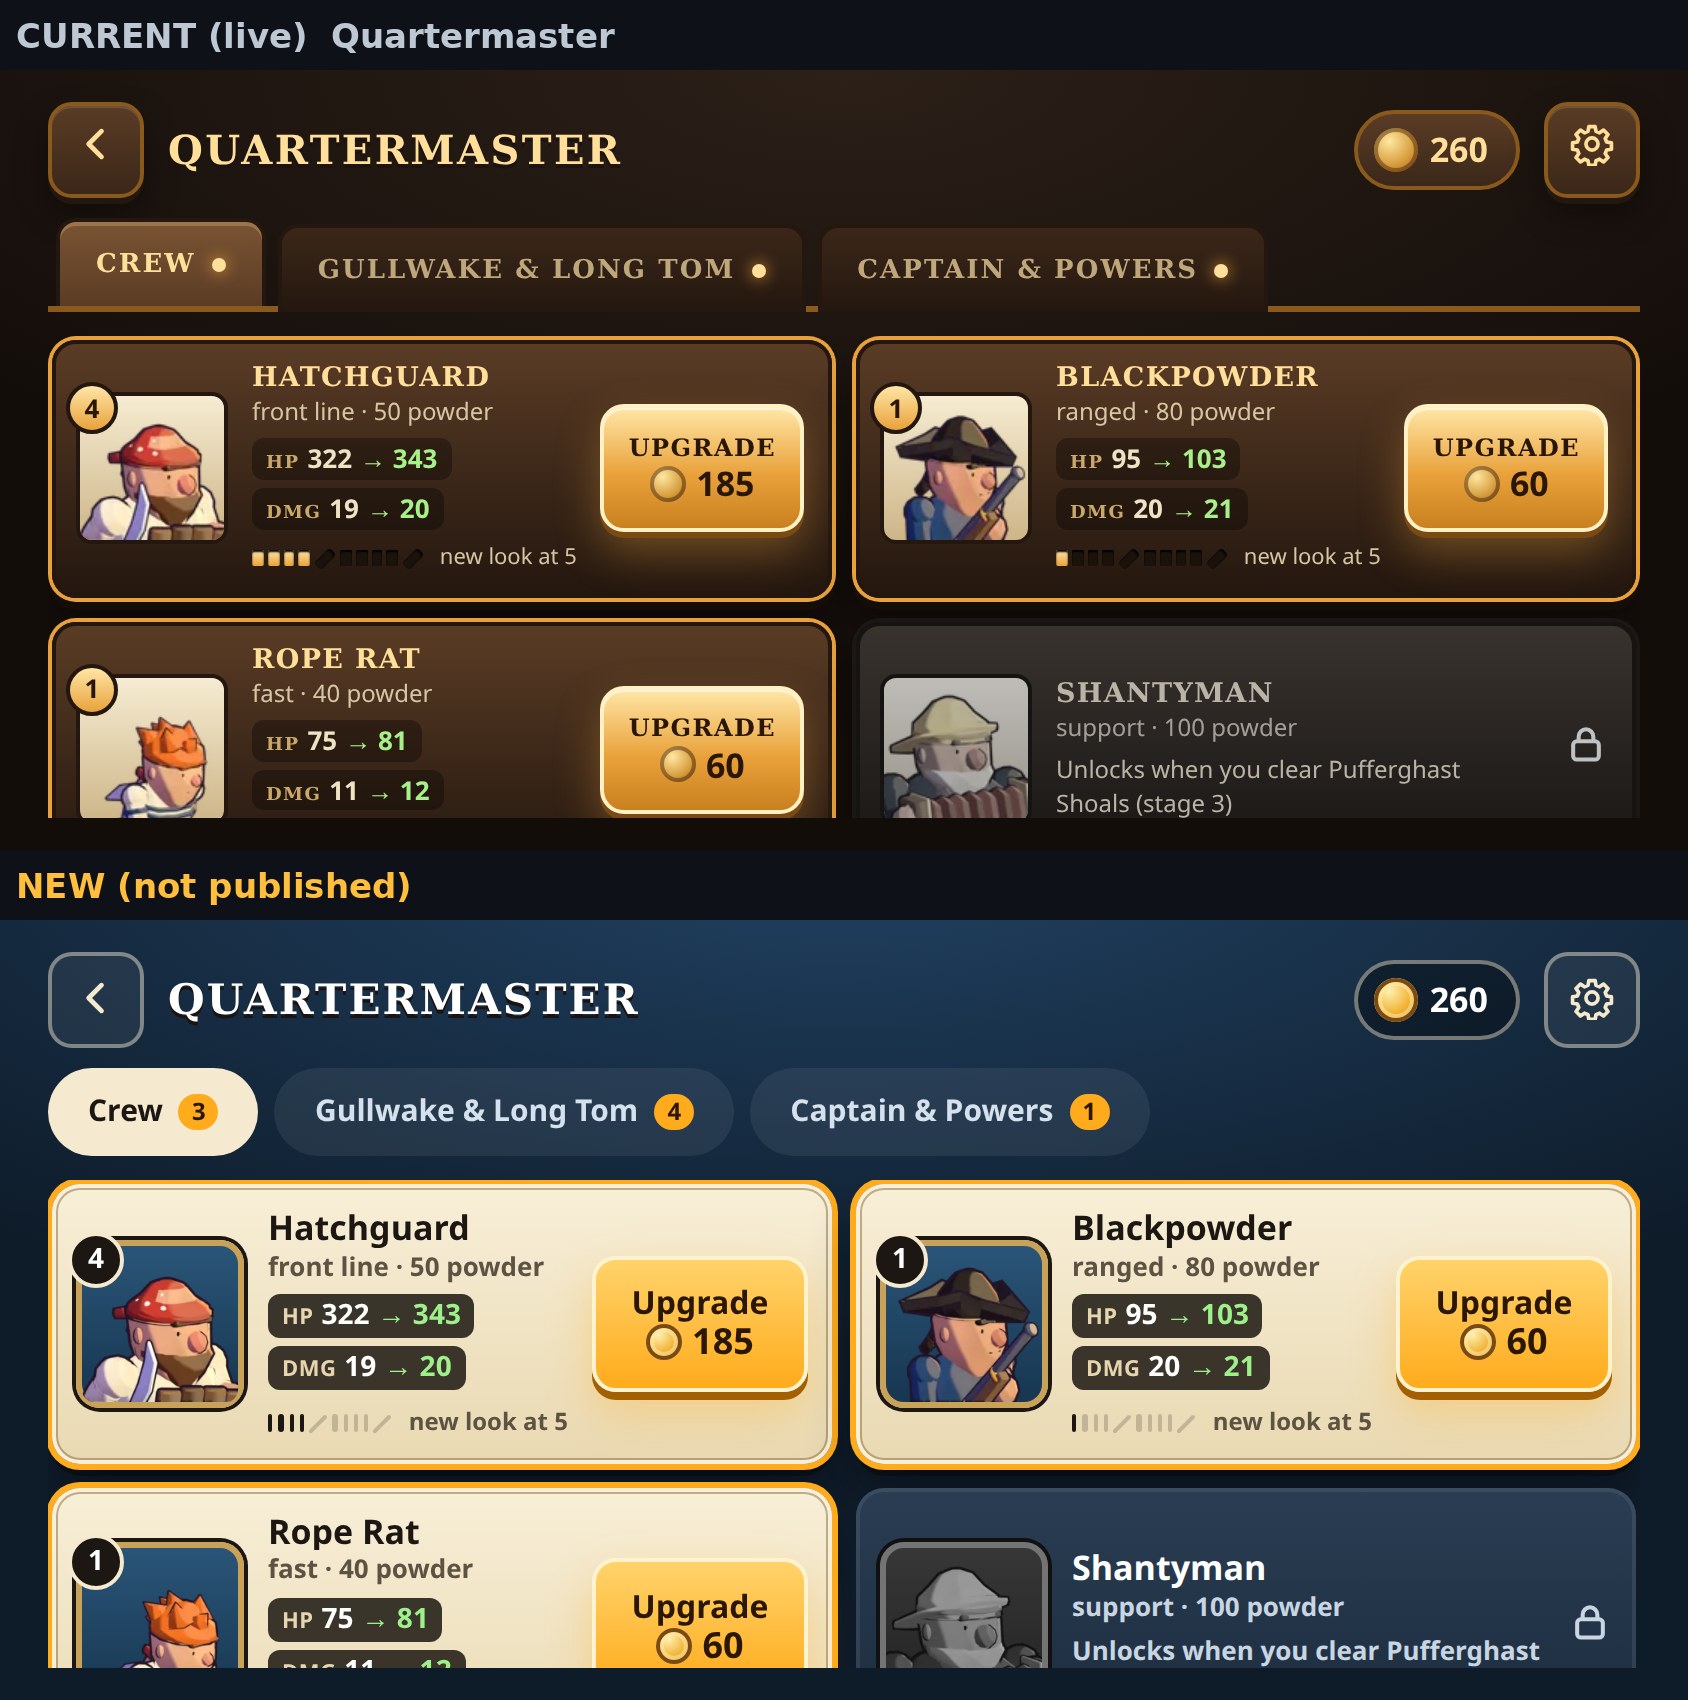 CURRENT (live) Quartermaster
QUARTERMASTER
260
CREW
GULLWAKE & LONG TOM
CAPTAIN & POWERS
4
HATCHGUARD
front line · 50 powder
HP 322 → 343
DMG 19 → 20
new look at 5
UPGRADE
185
1
BLACKPOWDER
ranged · 80 powder
HP 95 → 103
DMG 20 → 21
new look at 5
UPGRADE
60
1
ROPE RAT
fast · 40 powder
HP 75 → 81
DMG 11 → 12
UPGRADE
60
SHANTYMAN
support · 100 powder
Unlocks when you clear Pufferghast
Shoals (stage 3)
NEW (not published)
QUARTERMASTER
260
Crew 3
Gullwake & Long Tom 4
Captain & Powers 1
4
Hatchguard
front line · 50 powder
HP 322 → 343
DMG 19 → 20
new look at 5
Upgrade
185
1
Blackpowder
ranged · 80 powder
HP 95 → 103
DMG 20 → 21
new look at 5
Upgrade
60
1
Rope Rat
fast · 40 powder
HP 75 → 81
DMG 11 → 12
Upgrade
60
Shantyman
support · 100 powder
Unlocks when you clear Pufferghast